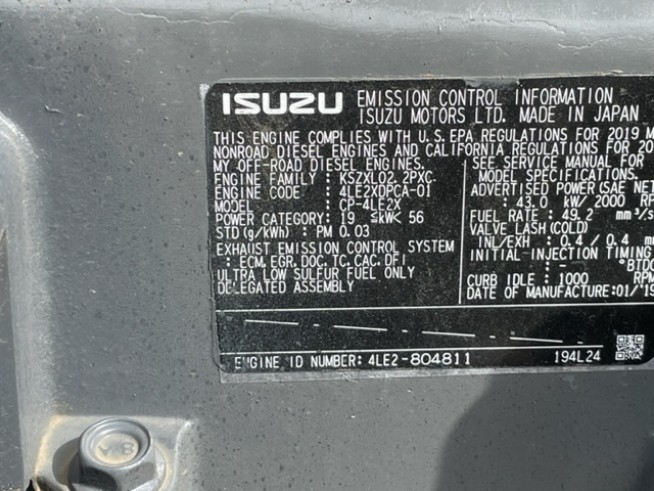 ISUZU EMISSION CONTROL INFORMATION
ISUZU MOTORS LTD. MADE IN JAPAN
THIS ENGINE COMPLIES WITH U.S.EPA REGULATIONS FOR 2019 M
NONROAD DIESEL ENGINES AND CALIFORNIA REGULATIONS FOR 20
MY OFF-ROAD DIESEL ENGINES.
ENGINE FAMILY : KSZXL02.2PXC
ENGINE CODE : 4LE2XDPCA-01
MODEL : CP-4LE2X
POWER CATEGORY: 19 ≦kW< 56
STD (g/kWh) : PM 0.03
EXHAUST EMISSION CONTROL SYSTEM
: ECM, EGR, DOC, TC, CAC, DFI
ULTRA LOW SULFUR FUEL ONLY
DELEGATED ASSEMBLY
SEE SERVICE MANUAL FOR
MODEL SPECIFICATIONS.
ADVERTISED POWER(SAE NET
: 43.0 kW/ 2000 RP
FUEL RATE : 49.2 mm³/s
VALVE LASH(COLD)
INL/EXH : 0.4 / 0.4 m
INITIAL-INJECTION TIMING
: - °BTDC
CURB IDLE : 1000 RPM
DATE OF MANUFACTURE:01/'19
ENGINE ID NUMBER: 4LE2-804811 194L24
8